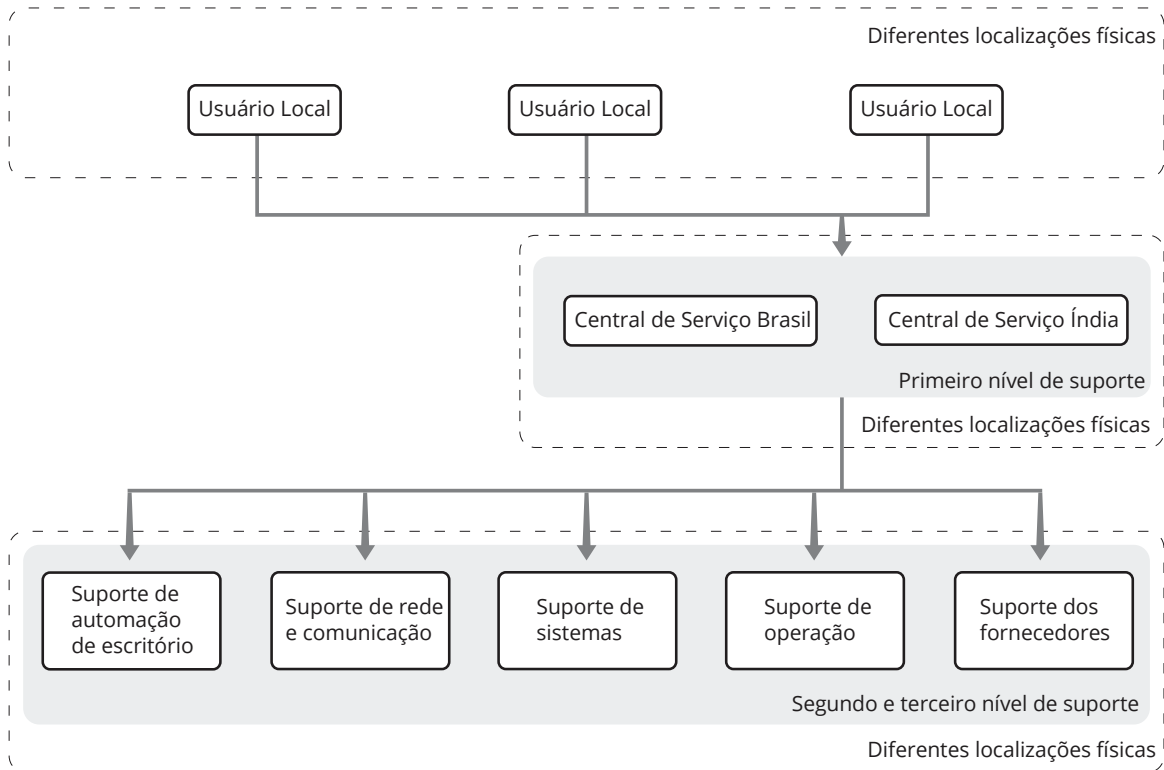 Diferentes localizações físicas
Usuário Local
Usuário Local
Usuário Local
Central de Serviço Brasil
Central de Serviço Índia
Primeiro nível de suporte
Diferentes localizações físicas
Suporte de
automação
de escritório
Suporte de rede
e comunicação
Suporte de
sistemas
Suporte de
operação
Suporte dos
fornecedores
Segundo e terceiro nível de suporte
Diferentes localizações físicas